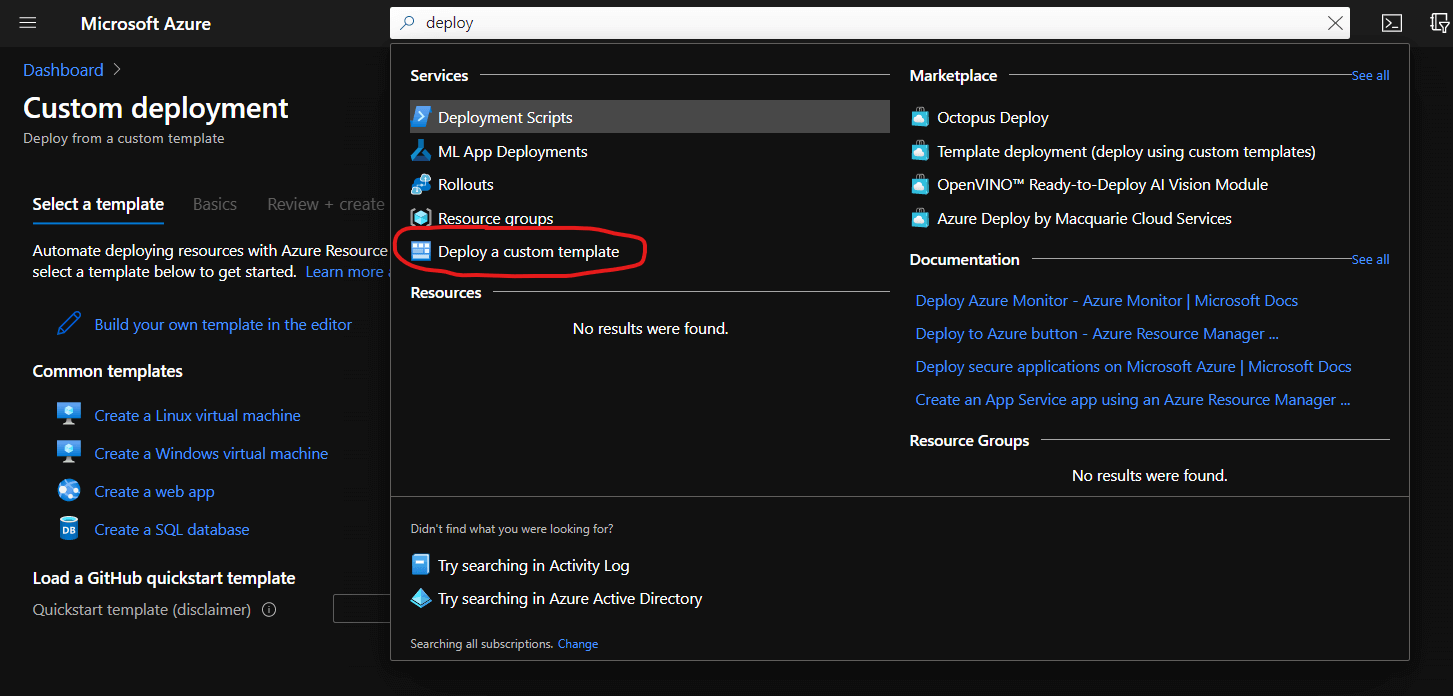 Microsoft Azure
deploy
Dashboard
Custom deployment
Deploy from a custom template
Select a template
Basics
Review + create
Automate deploying resources with Azure Resource
select a template below to get started. Learn more
Build your own template in the editor
Common templates
Create a Linux virtual machine
Create a Windows virtual machine
Create a web app
DB
Create a SQL database
Load a GitHub quickstart template
Quickstart template (disclaimer)
Services
Deployment Scripts
ML App Deployments
Rollouts
Resource groups
Deploy a custom template
Resources
No results were found.
Marketplace
See all
Octopus Deploy
Template deployment (deploy using custom templates)
OpenVINO™ Ready-to-Deploy AI Vision Module
Azure Deploy by Macquarie Cloud Services
Documentation
See all
Deploy Azure Monitor - Azure Monitor | Microsoft Docs
Deploy to Azure button - Azure Resource Manager ...
Deploy secure applications on Microsoft Azure | Microsoft Docs
Create an App Service app using an Azure Resource Manager ...
Resource Groups
No results were found.
Didn't find what you were looking for?
Try searching in Activity Log
Try searching in Azure Active Directory
Searching all subscriptions. Change